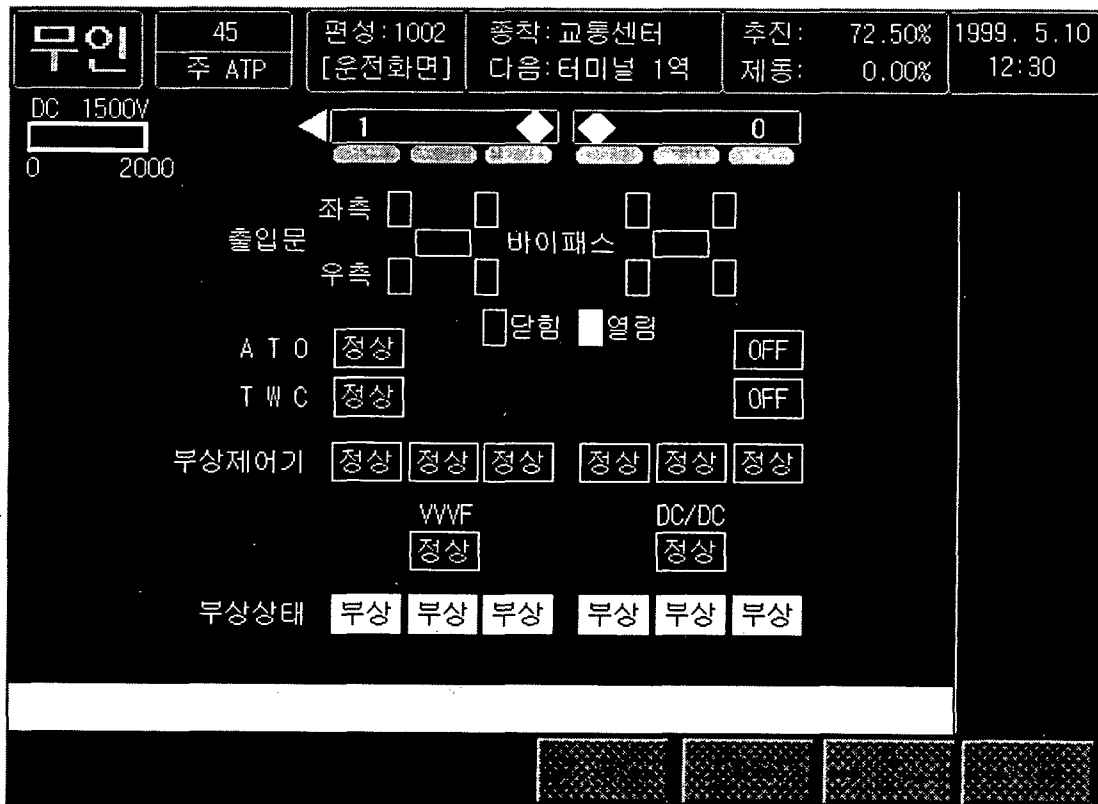 무인
45
주 ATP
편성:1002
[운전화면]
종착:교통센터
다음:터미널 1역
추진: 72.50%
제동: 0.00%
1999. 5.10
12:30
DC 1500V
0 2000
1 0
좌측
출입문 바이패스
우측
닫힘 열림
A T O 정상 OFF
T W C 정상 OFF
부상제어기 정상 정상 정상 정상 정상 정상
VVVF DC/DC
정상 정상
부상상태 부상 부상 부상 부상 부상 부상